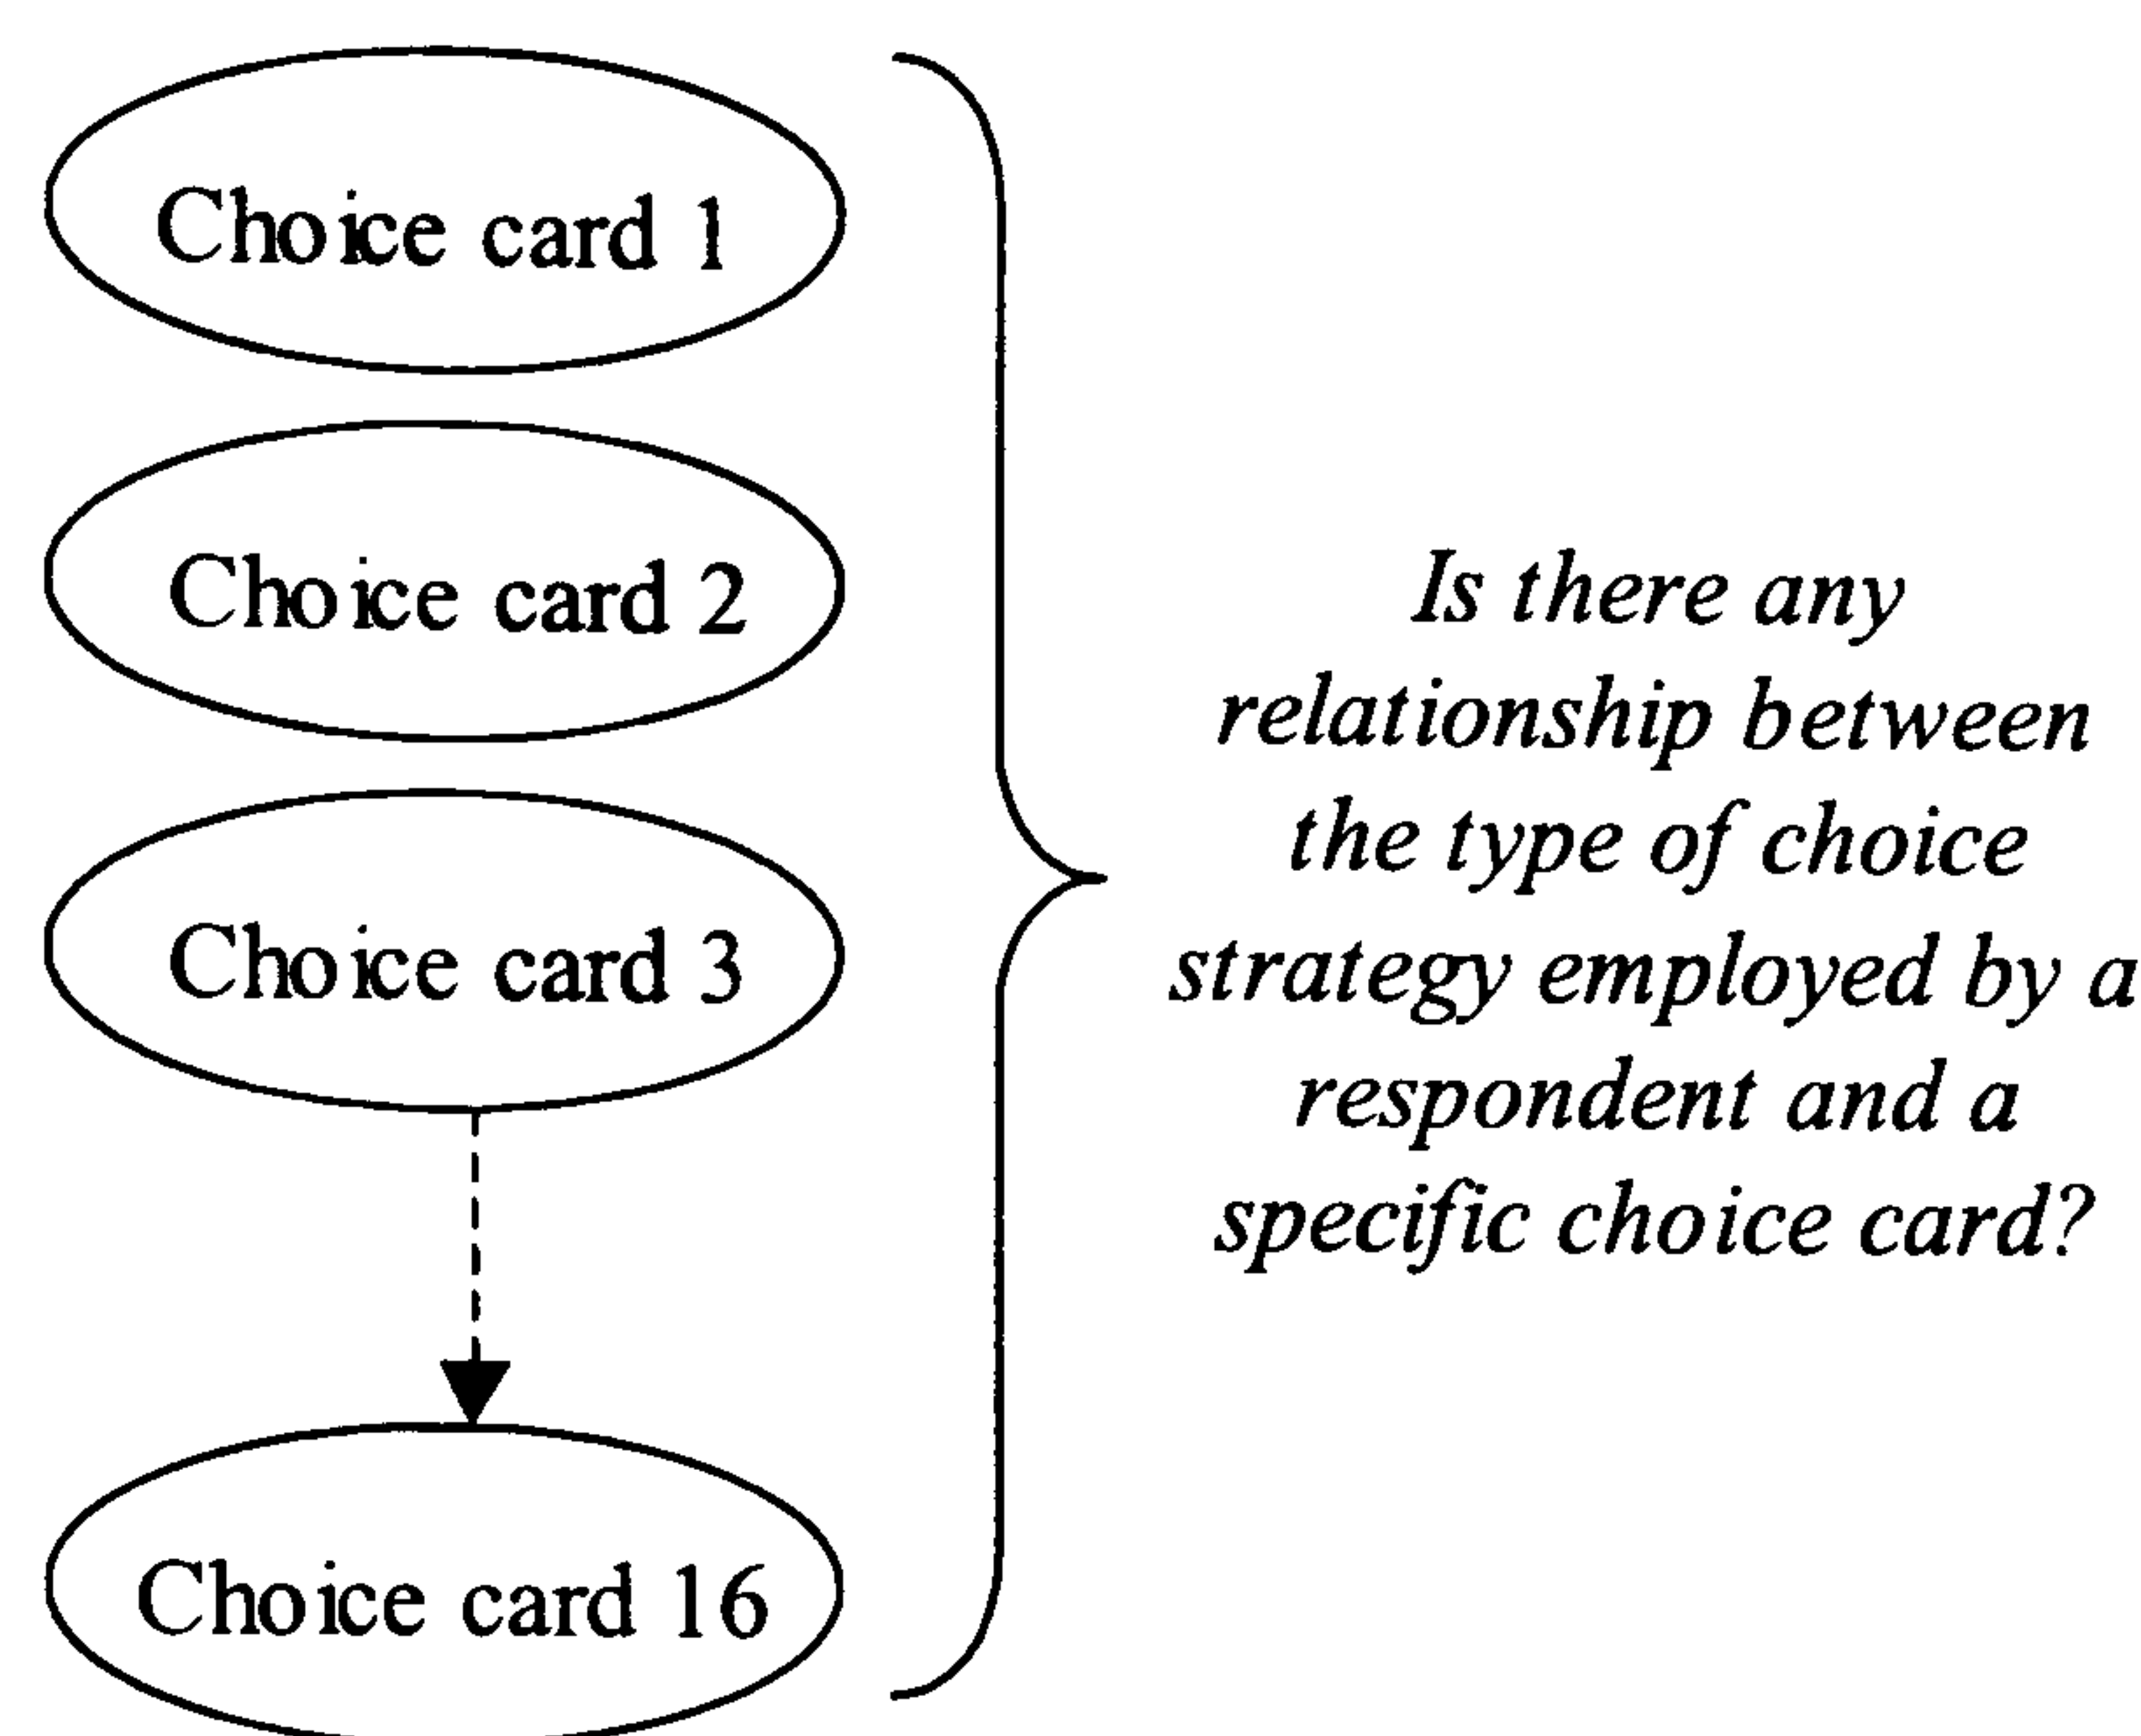 Choice card 1
Choice card 2
Choice card 3
Choice card 16
Is there any
relationship between
the type of choice
strategy employed by a
respondent and a
specific choice card?